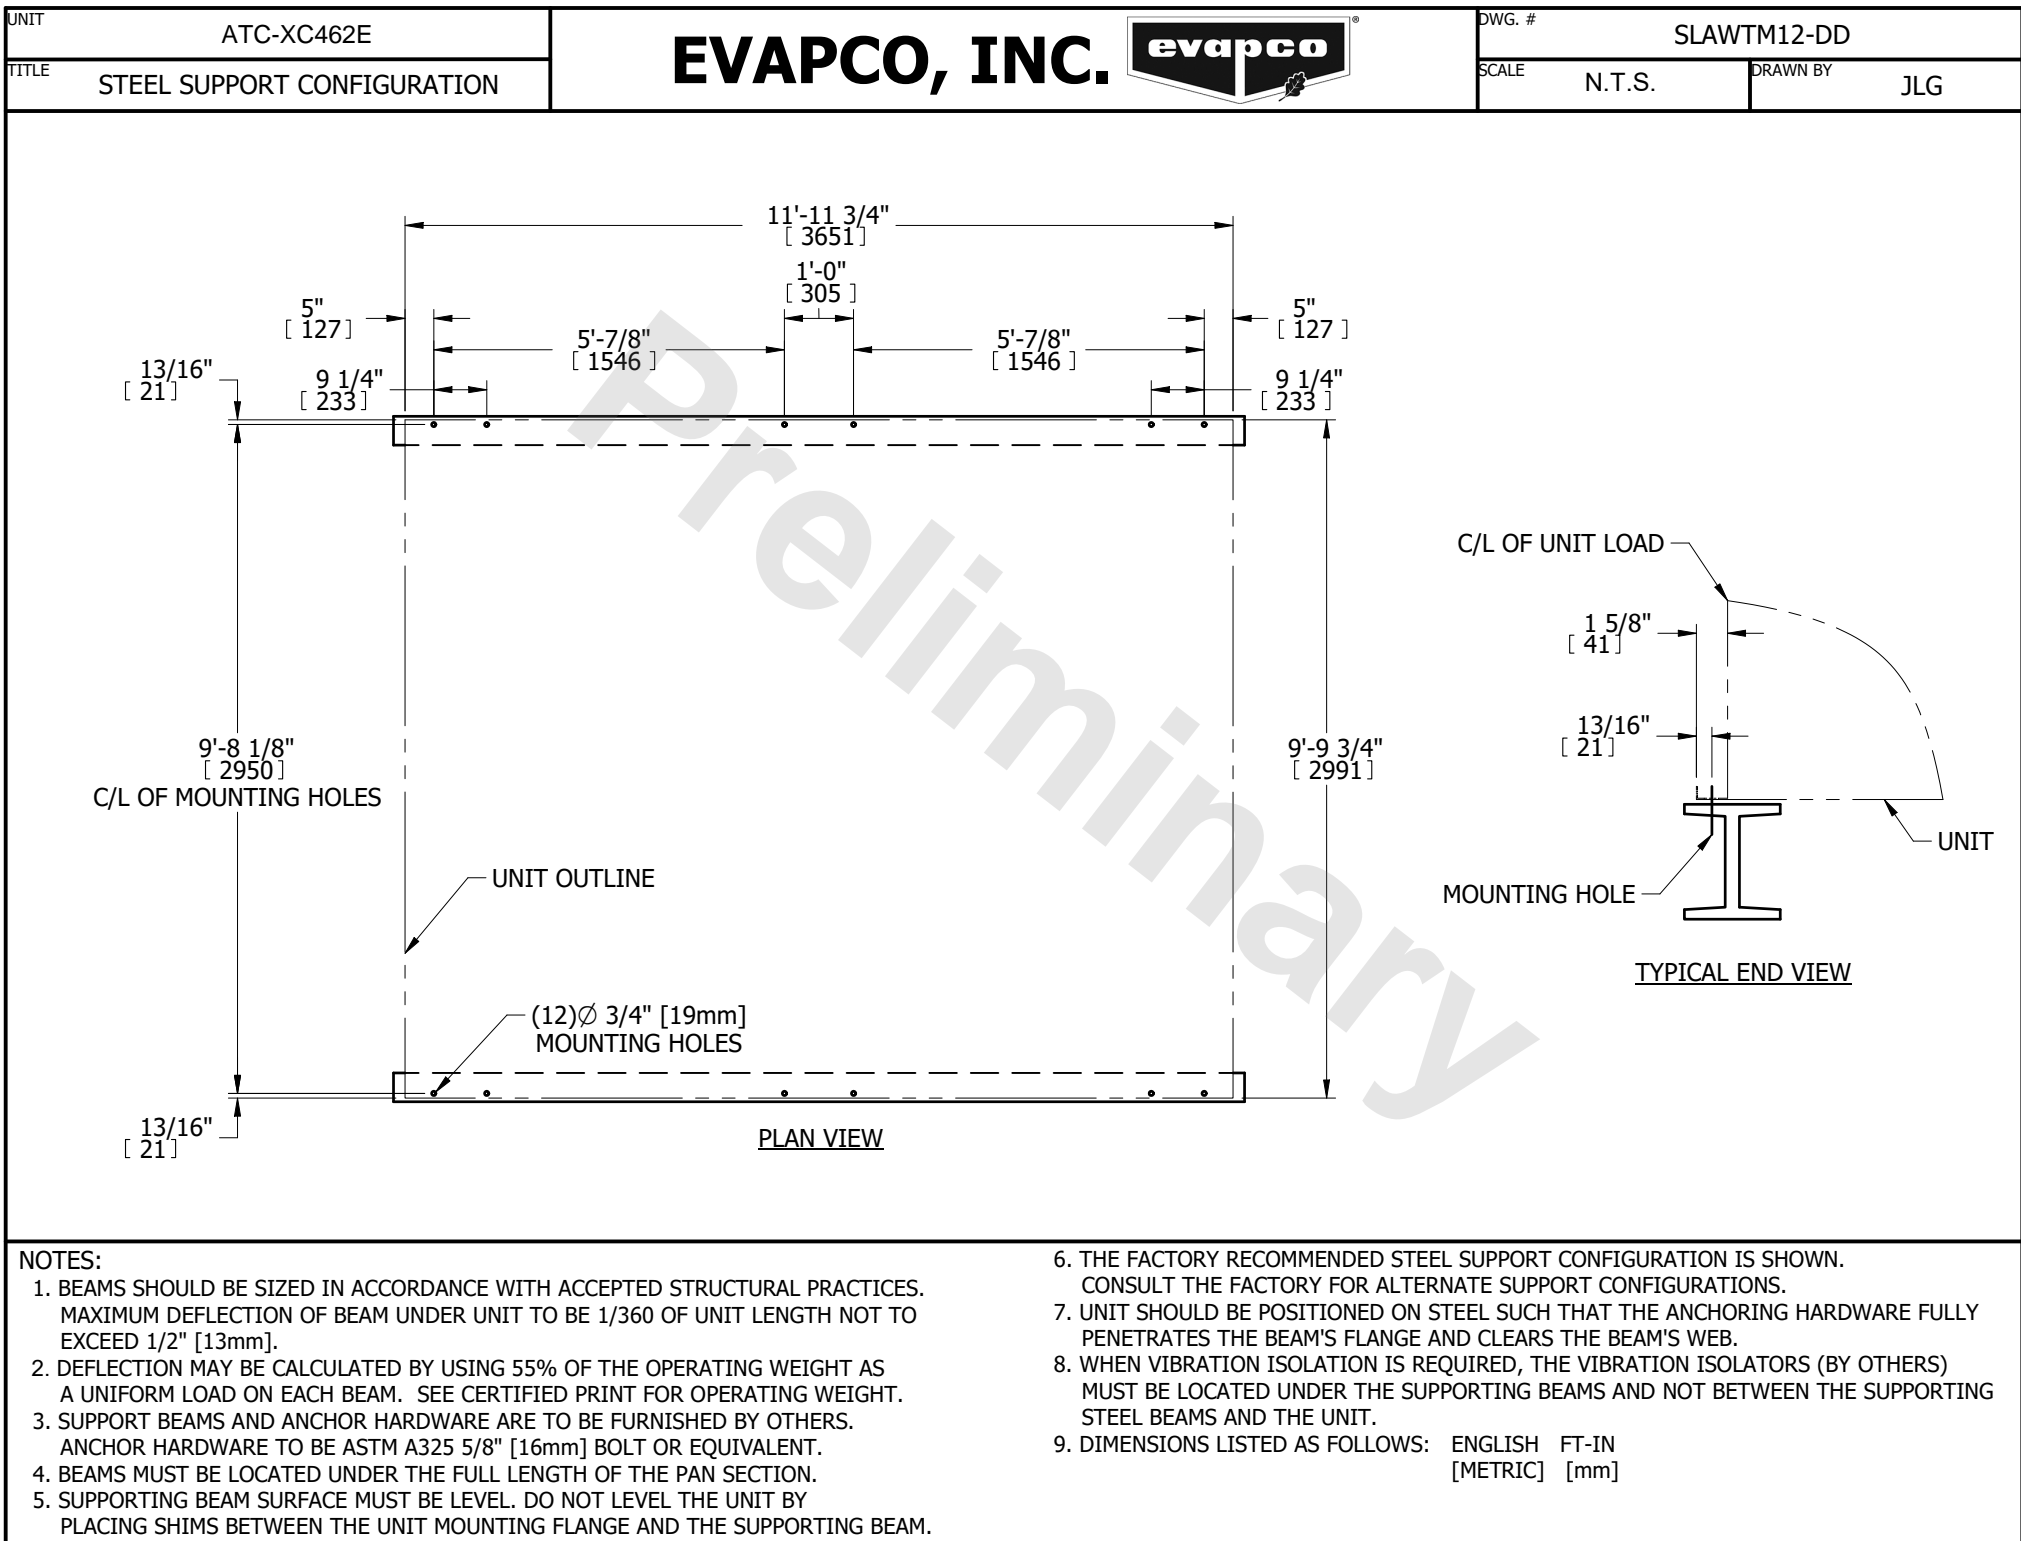 UNIT
ATC-XC462E
TITLE
STEEL SUPPORT CONFIGURATION
EVAPCO, INC.
evapco
®
DWG. #
SLAWTM12-DD
SCALE
N.T.S.
DRAWN BY
JLG
11'-11 3/4"
[ 3651 ]
1'-0"
[ 305 ]
5"
[ 127 ]
5"
[ 127 ]
5'-7/8"
[ 1546 ]
5'-7/8"
[ 1546 ]
13/16"
[ 21 ]
9 1/4"
[ 233 ]
9 1/4"
[ 233 ]
Preliminary
C/L OF UNIT LOAD
1 5/8"
[ 41 ]
13/16"
[ 21 ]
9'-8 1/8"
[ 2950 ]
C/L OF MOUNTING HOLES
9'-9 3/4"
[ 2991 ]
UNIT
UNIT OUTLINE
MOUNTING HOLE
TYPICAL END VIEW
(12)∅ 3/4" [19mm]
MOUNTING HOLES
13/16"
[ 21 ]
PLAN VIEW
NOTES:
1. BEAMS SHOULD BE SIZED IN ACCORDANCE WITH ACCEPTED STRUCTURAL PRACTICES.
MAXIMUM DEFLECTION OF BEAM UNDER UNIT TO BE 1/360 OF UNIT LENGTH NOT TO
EXCEED 1/2" [13mm].
2. DEFLECTION MAY BE CALCULATED BY USING 55% OF THE OPERATING WEIGHT AS
A UNIFORM LOAD ON EACH BEAM. SEE CERTIFIED PRINT FOR OPERATING WEIGHT.
3. SUPPORT BEAMS AND ANCHOR HARDWARE ARE TO BE FURNISHED BY OTHERS.
ANCHOR HARDWARE TO BE ASTM A325 5/8" [16mm] BOLT OR EQUIVALENT.
4. BEAMS MUST BE LOCATED UNDER THE FULL LENGTH OF THE PAN SECTION.
5. SUPPORTING BEAM SURFACE MUST BE LEVEL. DO NOT LEVEL THE UNIT BY
PLACING SHIMS BETWEEN THE UNIT MOUNTING FLANGE AND THE SUPPORTING BEAM.
6. THE FACTORY RECOMMENDED STEEL SUPPORT CONFIGURATION IS SHOWN.
CONSULT THE FACTORY FOR ALTERNATE SUPPORT CONFIGURATIONS.
7. UNIT SHOULD BE POSITIONED ON STEEL SUCH THAT THE ANCHORING HARDWARE FULLY
PENETRATES THE BEAM'S FLANGE AND CLEARS THE BEAM'S WEB.
8. WHEN VIBRATION ISOLATION IS REQUIRED, THE VIBRATION ISOLATORS (BY OTHERS)
MUST BE LOCATED UNDER THE SUPPORTING BEAMS AND NOT BETWEEN THE SUPPORTING
STEEL BEAMS AND THE UNIT.
9. DIMENSIONS LISTED AS FOLLOWS: ENGLISH FT-IN
[METRIC] [mm]